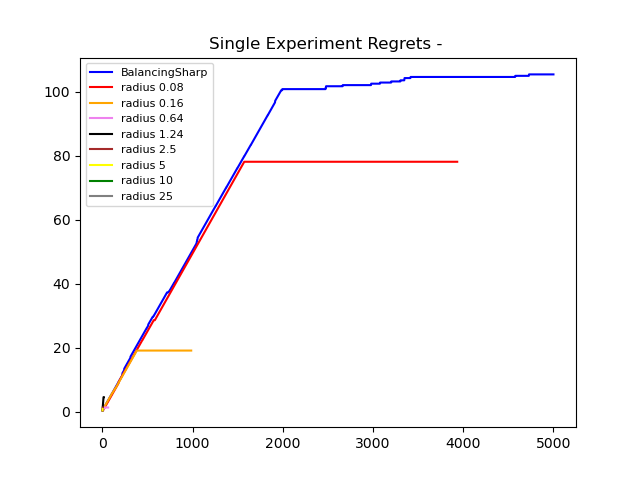 Single Experiment Regrets -
BalancingSharp
radius 0.08
radius 0.16
radius 0.64
radius 1.24
radius 2.5
radius 5
radius 10
radius 25
100
80
60
40
20
0
0 1000 2000 3000 4000 5000